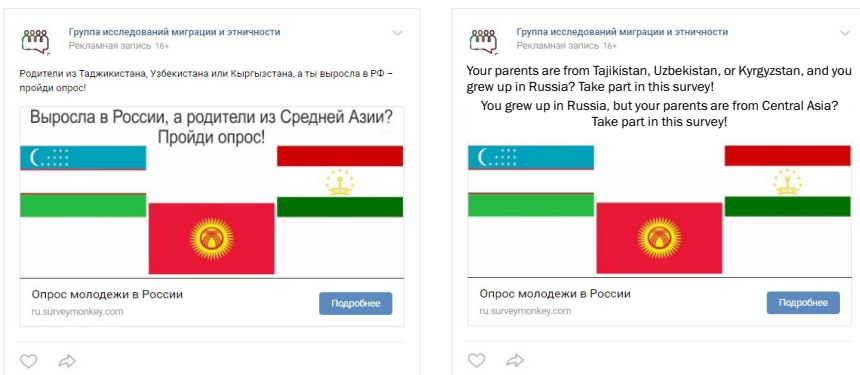 Группа исследований миграции и этничности
Рекламная запись 16+
Родители из Таджикистана, Узбекистана или Кыргызстана, а ты выросла в РФ –
пройди опрос!
Выросла в России, а родители из Средней Азии?
Пройди опрос!
Опрос молодежи в России
ru.surveymonkey.com
Подробнее
Группа исследований миграции и этничности
Рекламная запись 16+
Your parents are from Tajikistan, Uzbekistan, or Kyrgyzstan, and you
grew up in Russia? Take part in this survey!
You grew up in Russia, but your parents are from Central Asia?
Take part in this survey!
Опрос молодежи в России
ru.surveymonkey.com
Подробнее